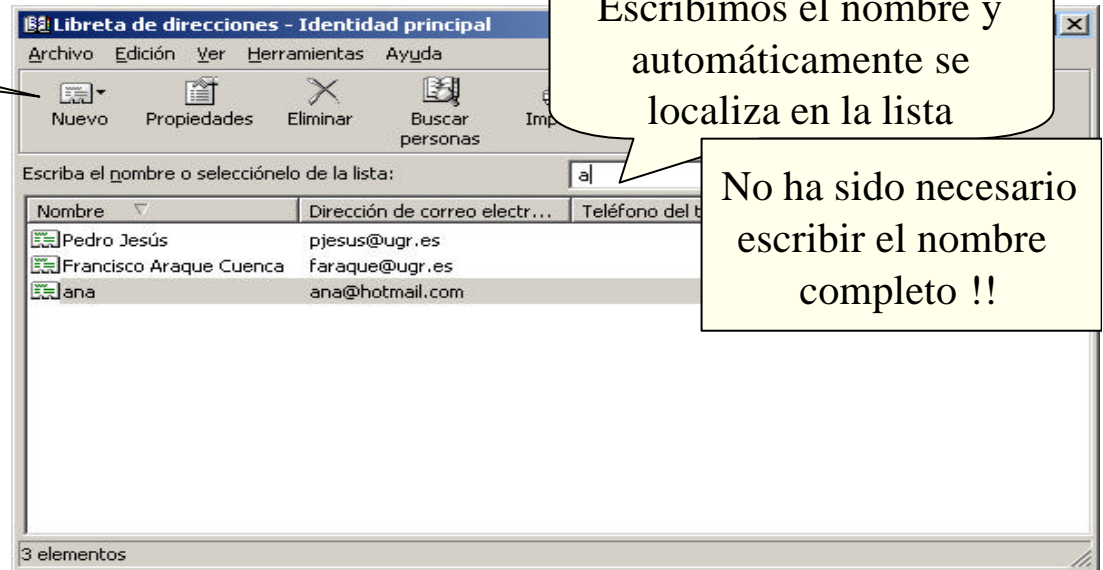 Libreta de direcciones - Identidad principal
Escribimos el nombre y
automáticamente se
localiza en la lista
Archivo Edición Ver Herramientas Ayuda
Nuevo Propiedades Eliminar Buscar personas
Escriba el nombre o selecciónelo de la lista:
a
No ha sido necesario
escribir el nombre
completo !!
Nombre Dirección de correo electr... Teléfono del
Pedro Jesús pjesus@ugr.es
Francisco Araque Cuenca faraque@ugr.es
ana ana@hotmail.com
3 elementos